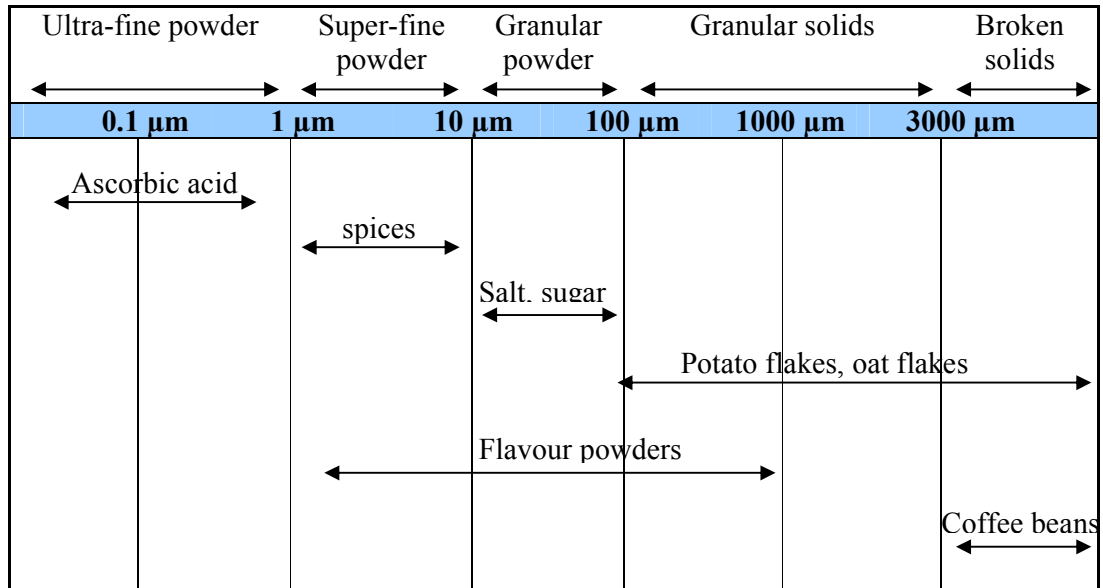 Ultra-fine powder Super-fine Granular Granular solids Broken
powder powder solids
0.1 µm 1 µm 10 µm 100 µm 1000 µm 3000 µm
Ascorbic acid
spices
Salt, sugar
Potato flakes, oat flakes
Flavour powders
Coffee beans